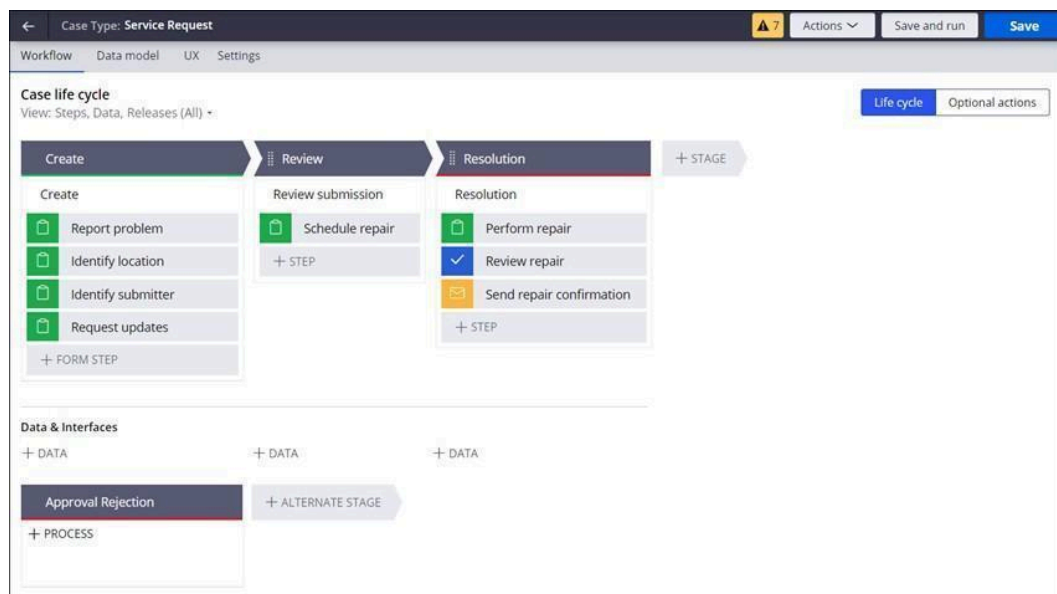 Case Type: Service Request
7
Actions
Save and run
Save
Workflow Data model UX Settings
Case life cycle
View: Steps, Data, Releases (All)
Life cycle Optional actions
Create
Review
Resolution
+ STAGE
Create
Report problem
Identify location
Identify submitter
Request updates
+ FORM STEP
Review submission
Schedule repair
+ STEP
Resolution
Perform repair
Review repair
Send repair confirmation
+ STEP
Data & Interfaces
+ DATA
+ DATA
+ DATA
Approval Rejection
+ ALTERNATE STAGE
+ PROCESS